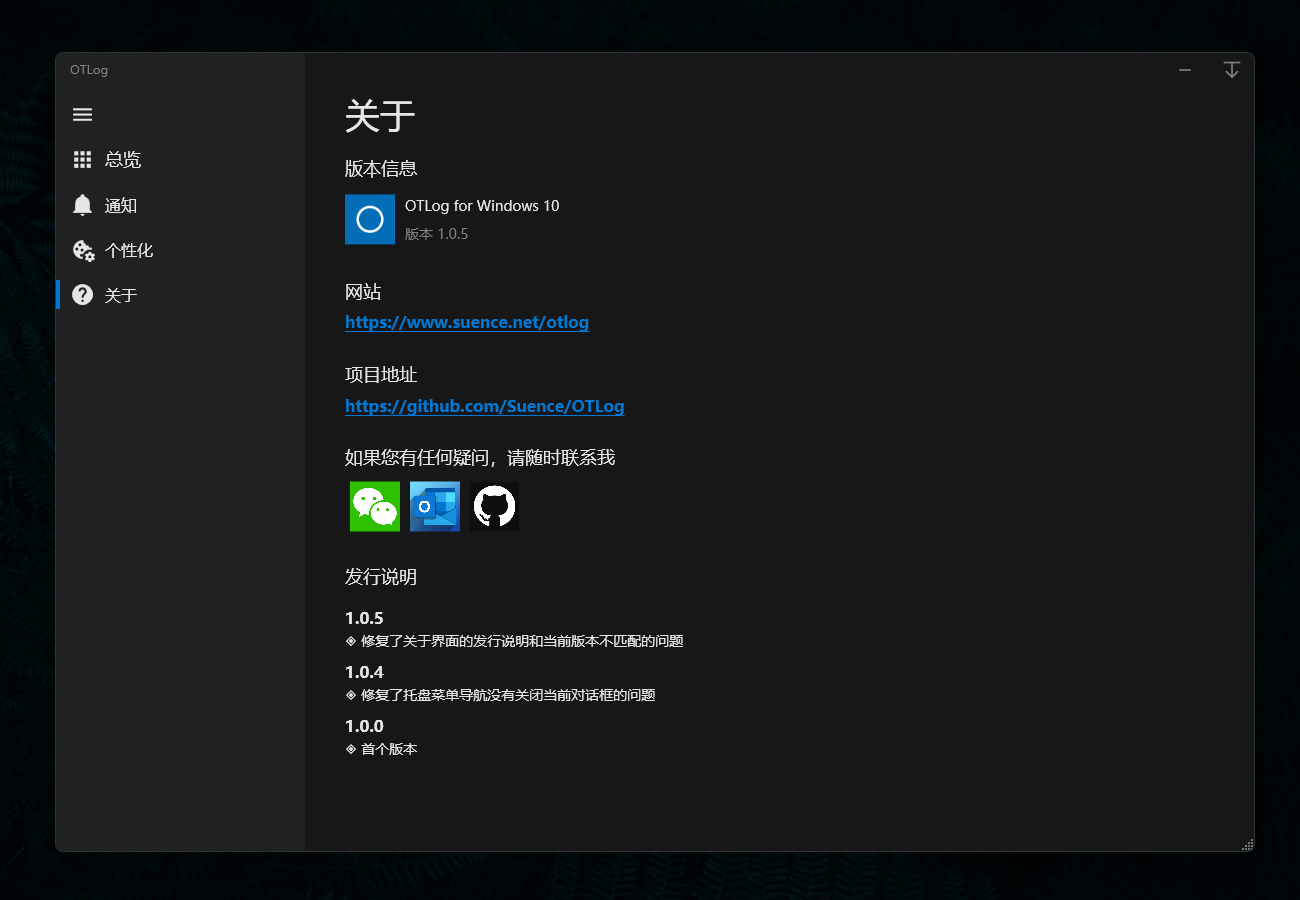 OTLog
总览
通知
个性化
关于
关于
版本信息
OTLog for Windows 10
版本 1.0.5
网站
https://www.suence.net/otlog
项目地址
https://github.com/Suence/OTLog
如果您有任何疑问，请随时联系我
发行说明
1.0.5
◈ 修复了关于界面的发行说明和当前版本不匹配的问题
1.0.4
◈ 修复了托盘菜单导航没有关闭当前对话框的问题
1.0.0
◈ 首个版本